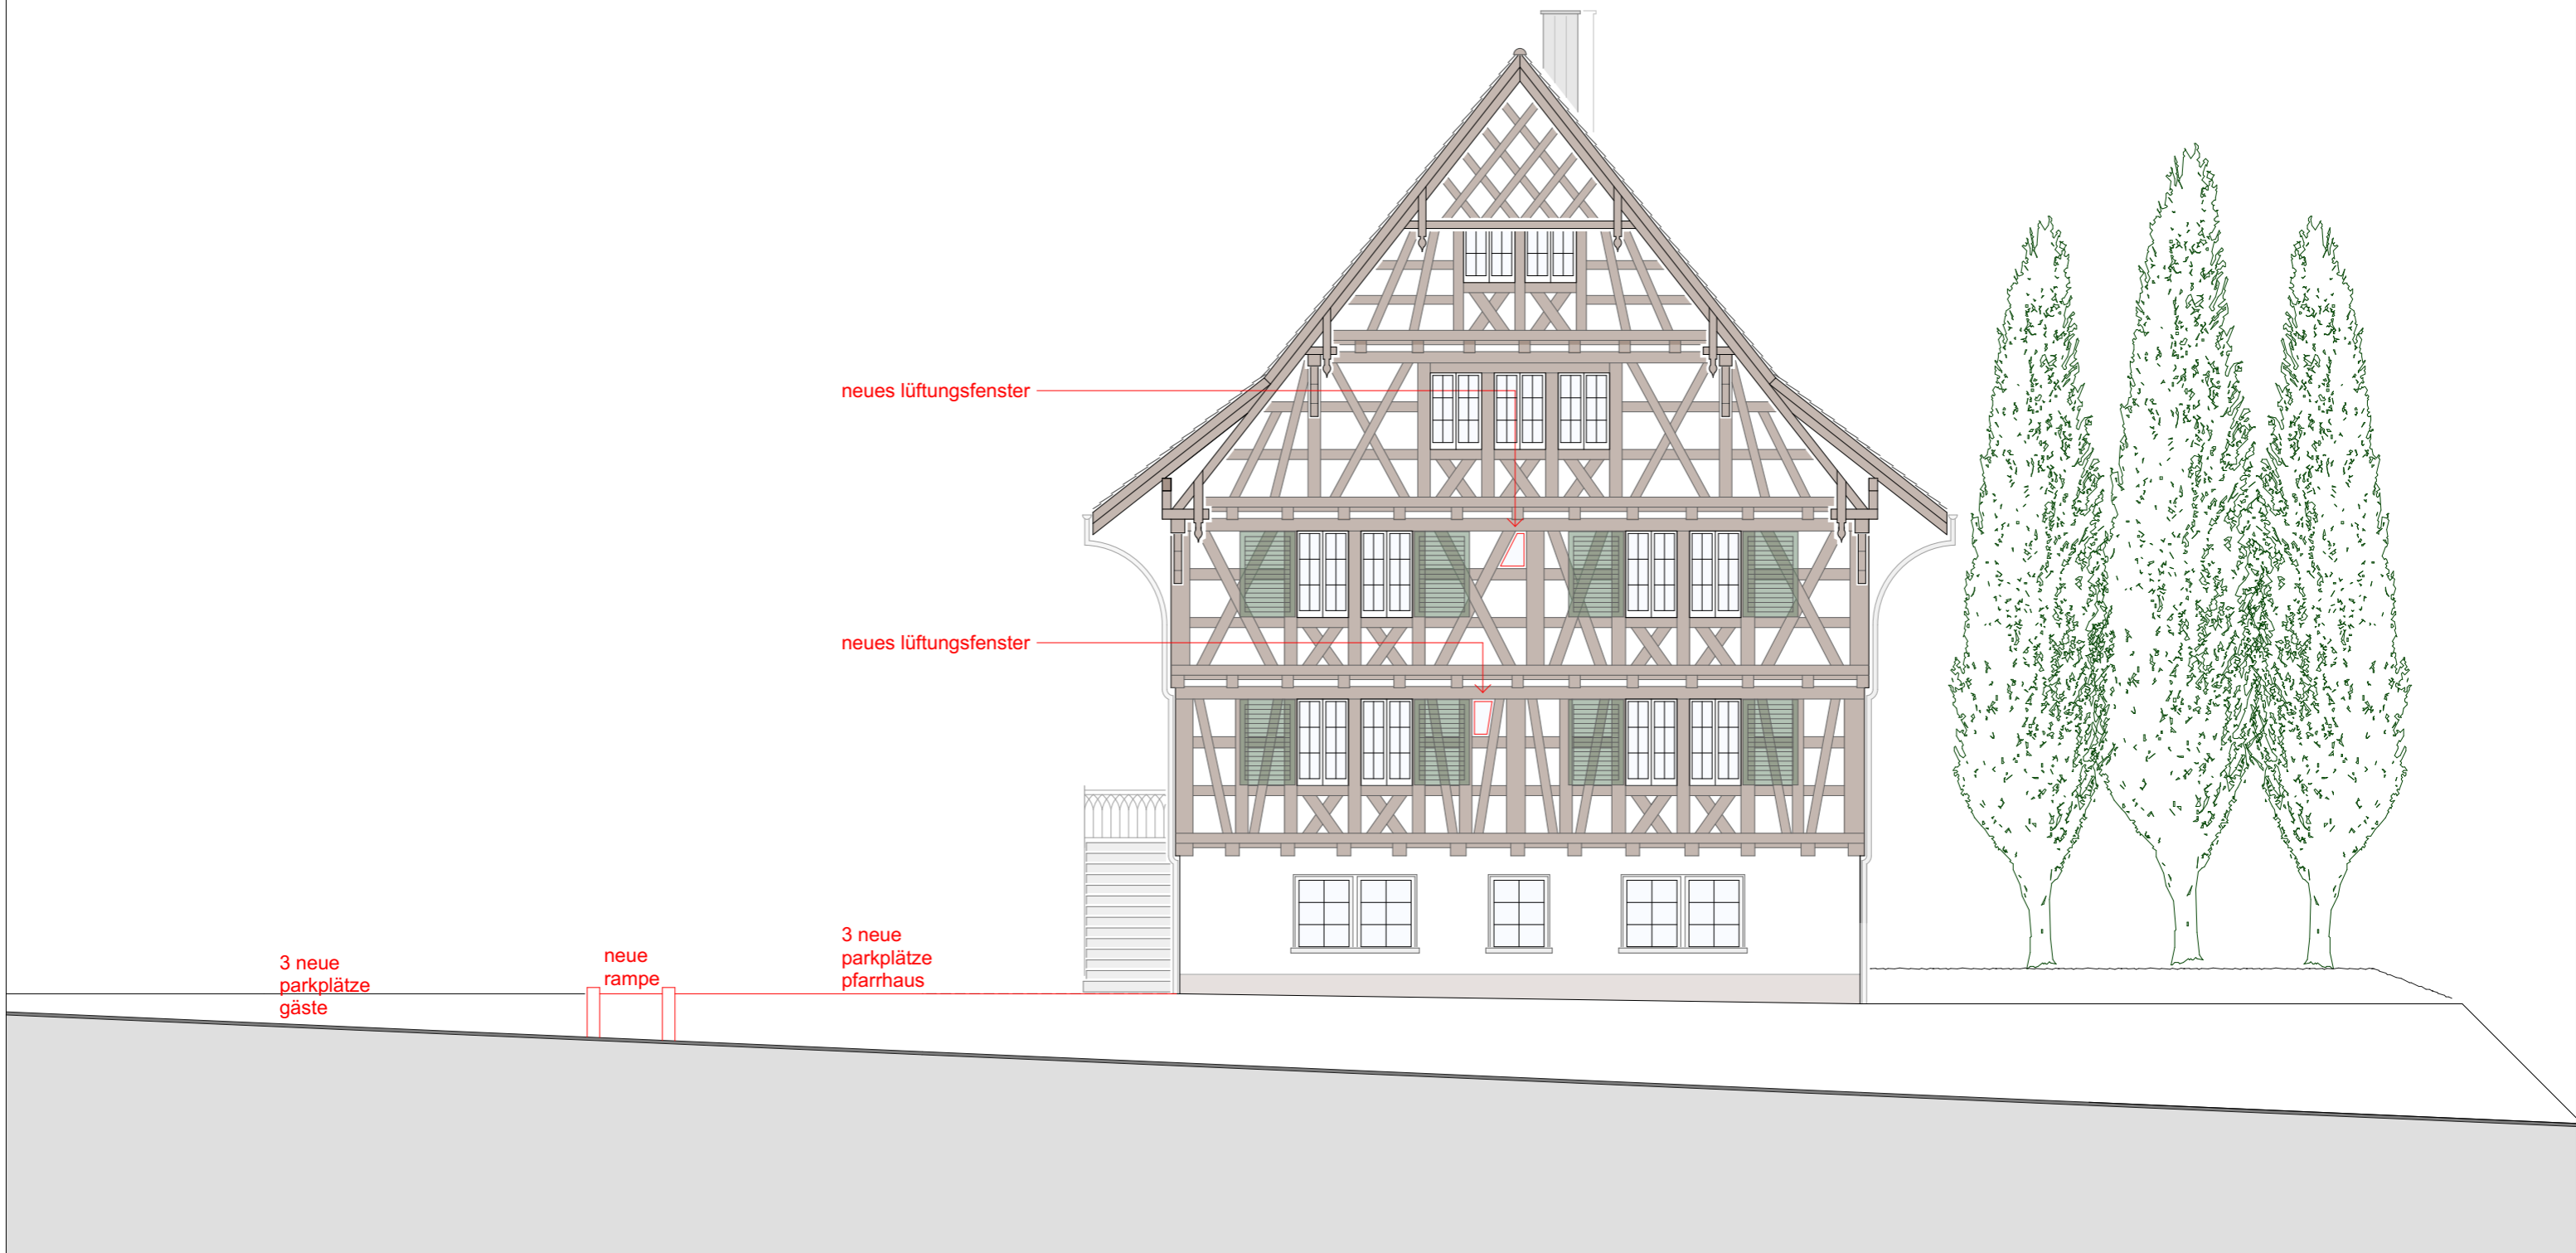 neues lüftungsfenster
neues lüftungsfenster
3 neue
parkplätze
gäste
neue
rampe
3 neue
parkplätze
pfarrhaus